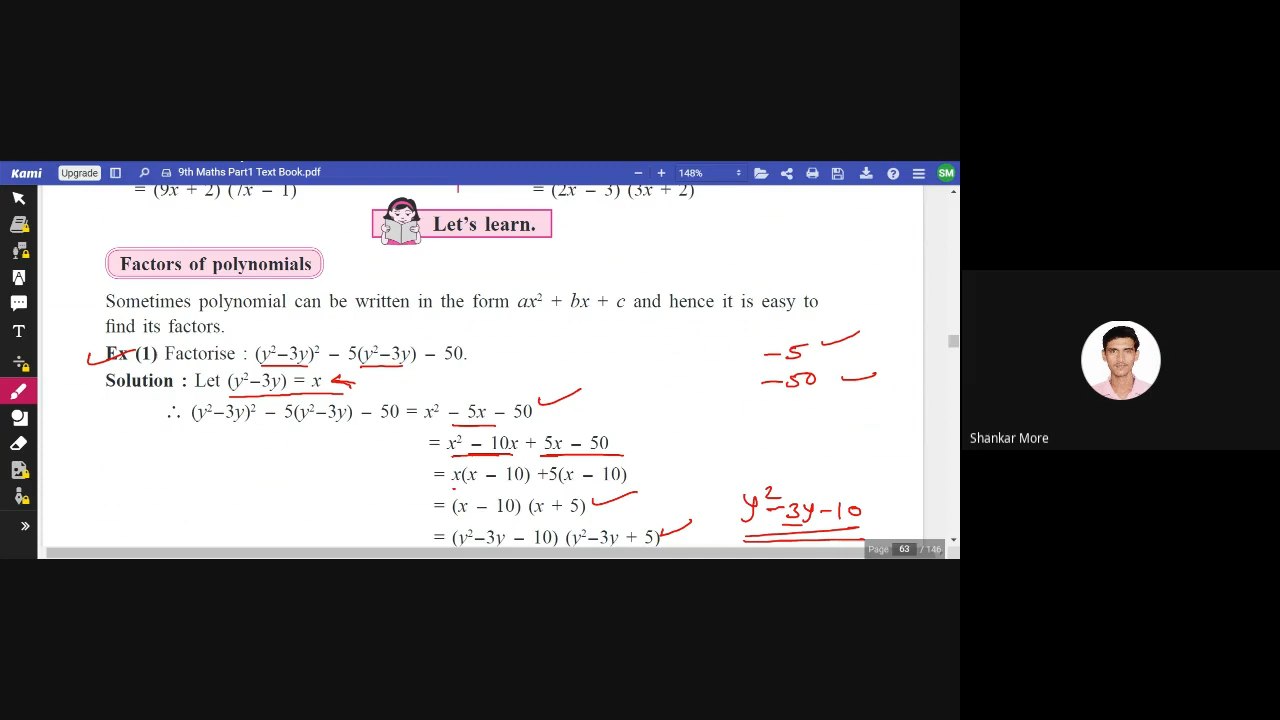 Kami Upgrade 9th Maths Part1 Text Book.pdf 148% SM
= (9x + 2) (7x − 1) = (2x − 3) (3x + 2)
Let's learn.
Factors of polynomials
Sometimes polynomial can be written in the form ax² + bx + c and hence it is easy to
find its factors.
Ex (1) Factorise : (y²−3y)² − 5(y²−3y) − 50.
−5
Solution : Let (y²−3y) = x
−50
∴ (y²−3y)² − 5(y²−3y) − 50 = x² − 5x − 50
= x² − 10x + 5x − 50
= x(x − 10) +5(x − 10)
= (x − 10) (x + 5)
y²−3y−10
= (y²−3y − 10) (y²−3y + 5)
Page 63 / 146
Shankar More